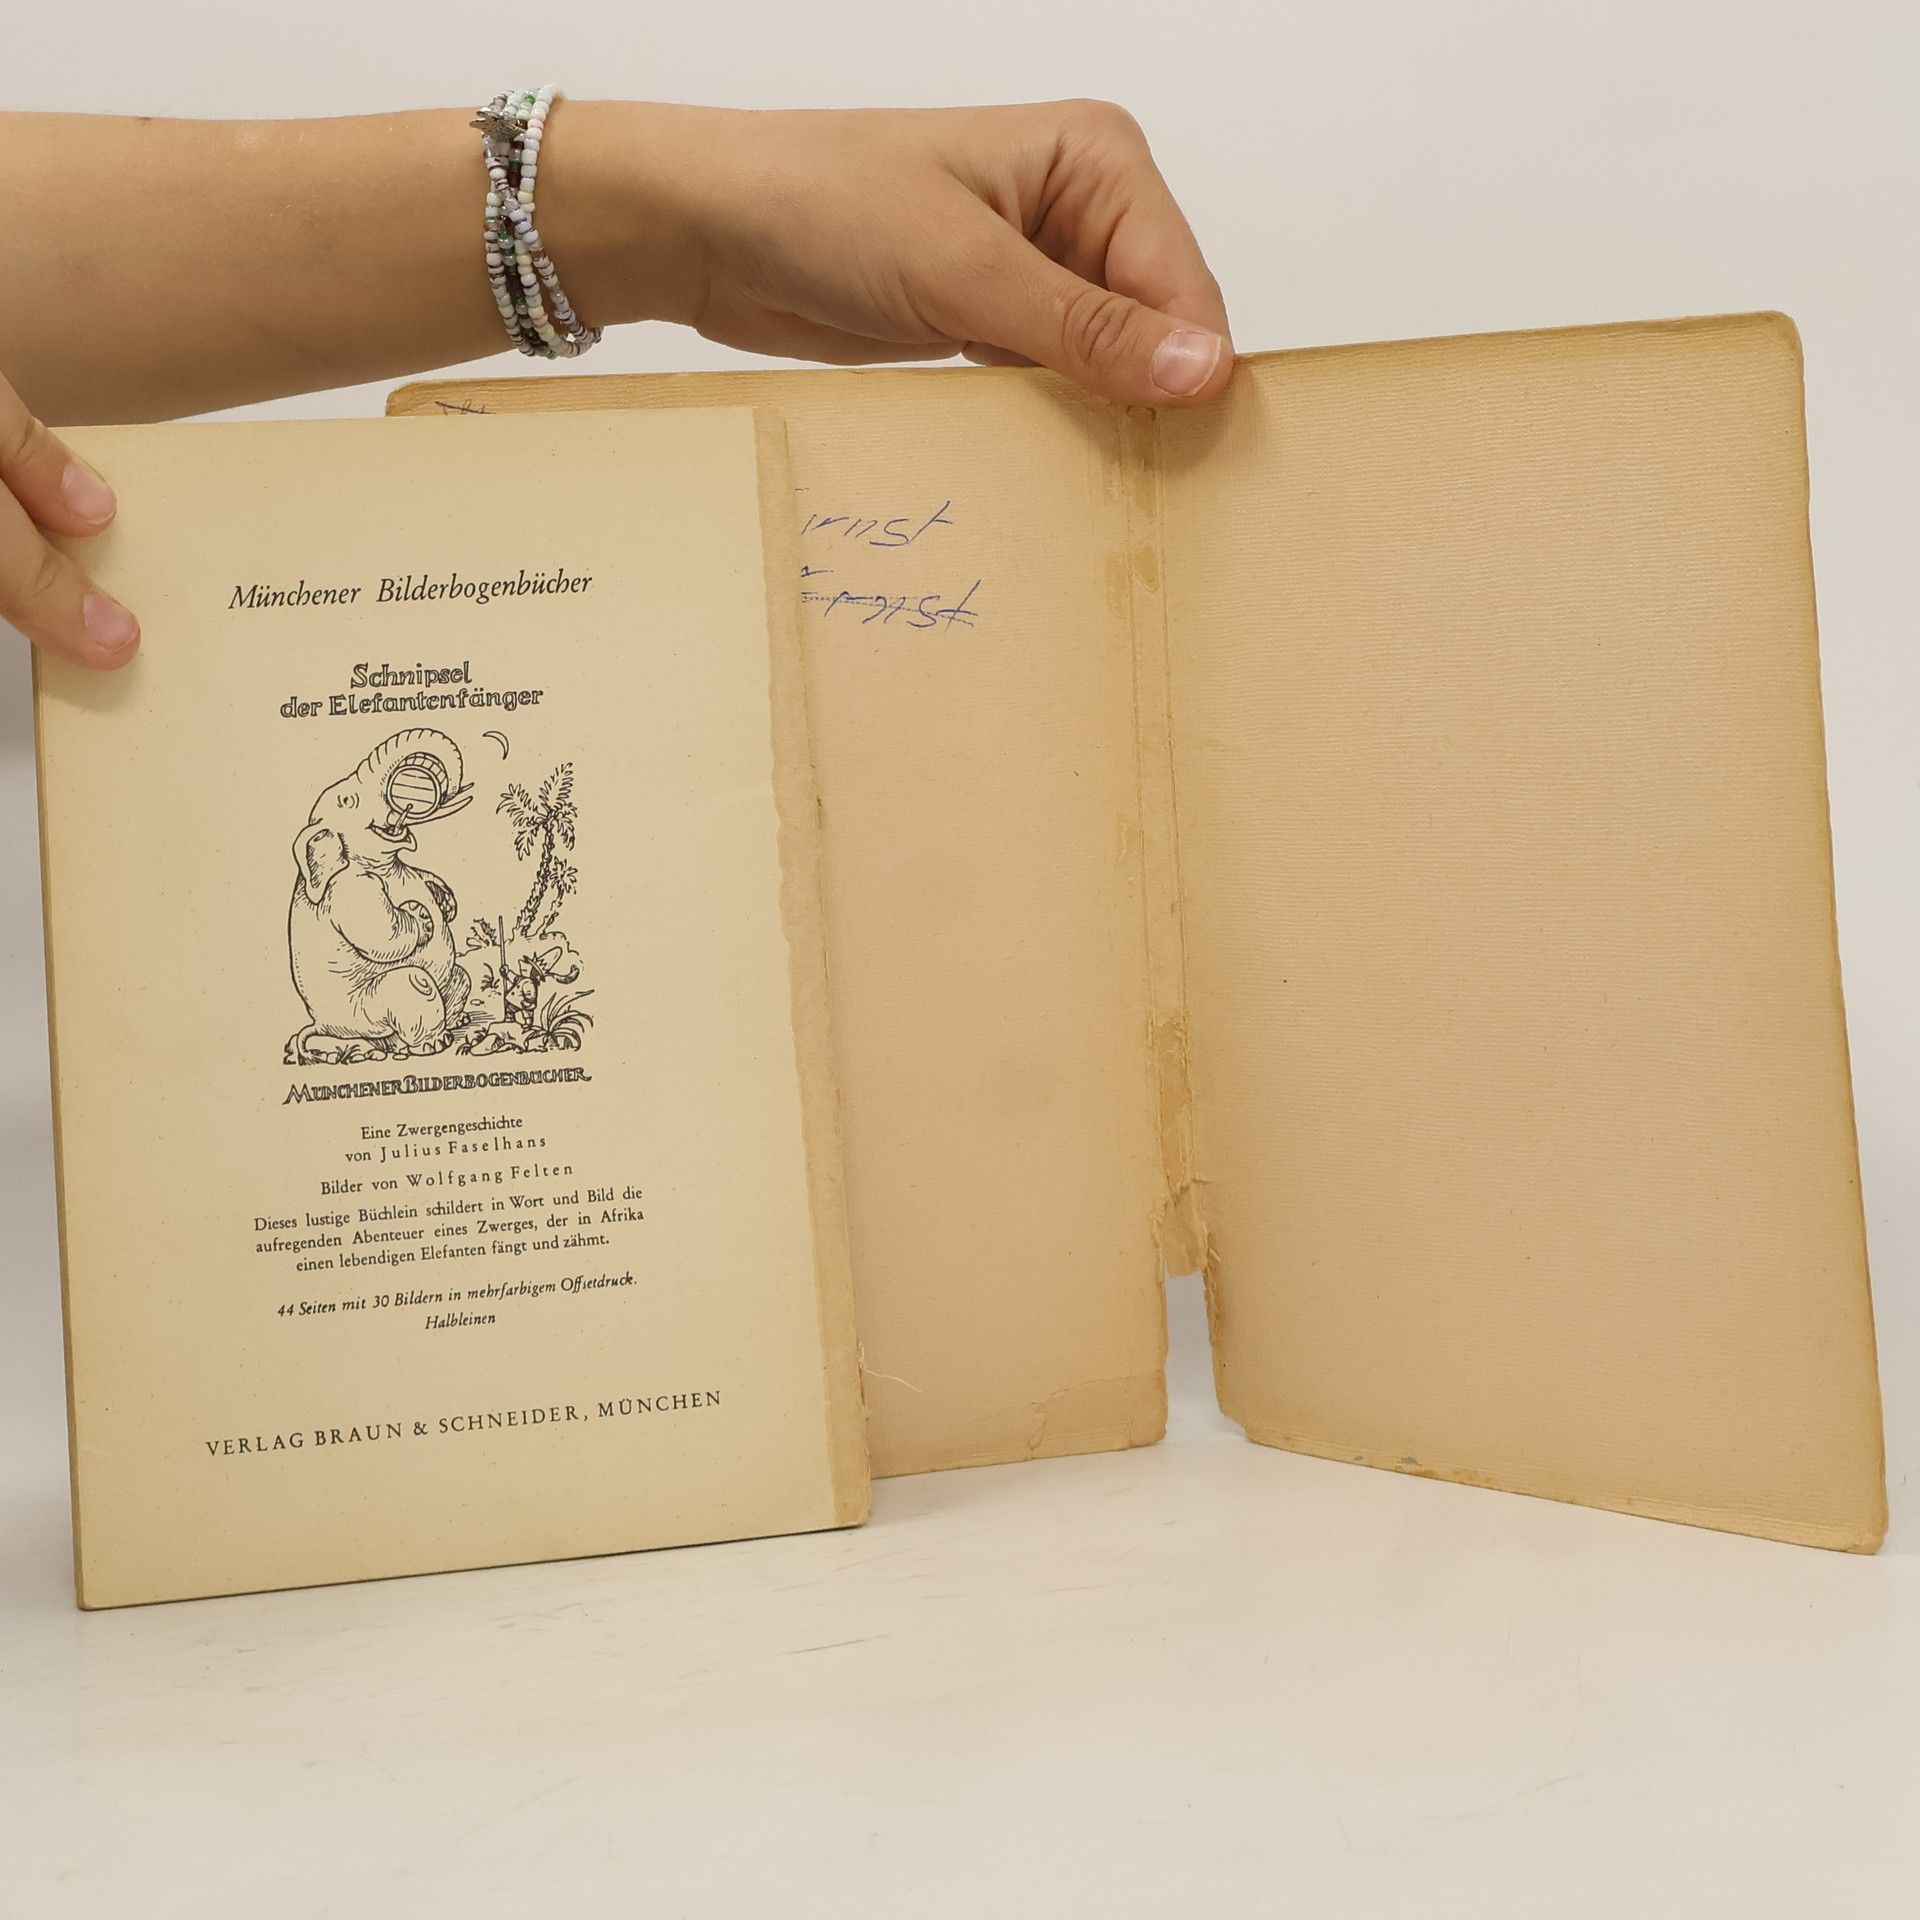 Münchener Bilderbogenbücher
Schnipsel
der Elefantenfänger
MÜNCHENER BILDERBOGENBÜCHER
Eine Zwergengeschichte
von Julius Faselhans
Bilder von Wolfgang Felten
Dieses lustige Büchlein schildert in Wort und Bild die
aufregenden Abenteuer eines Zwerges, der in Afrika
einen lebendigen Elefanten fängt und zähmt.
44 Seiten mit 30 Bildern in mehrfarbigem Offsetdruck.
Halbleinen
VERLAG BRAUN & SCHNEIDER, MÜNCHEN